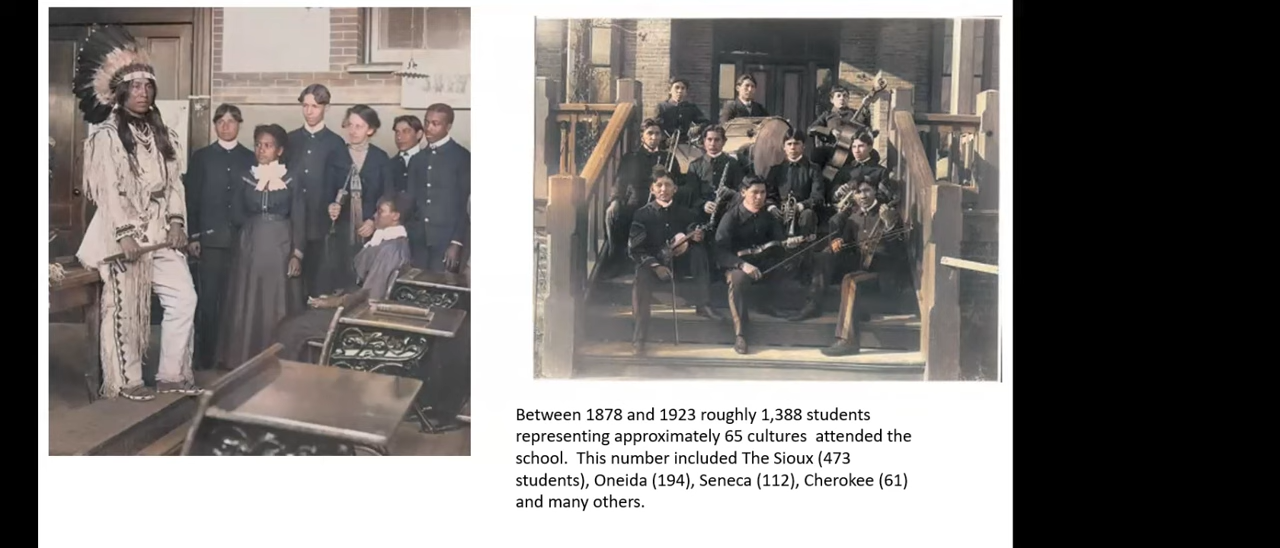 Between 1878 and 1923 roughly 1,388 students
representing approximately 65 cultures  attended the
school.  This number included The Sioux (473
students), Oneida (194), Seneca (112), Cherokee (61)
and many others.